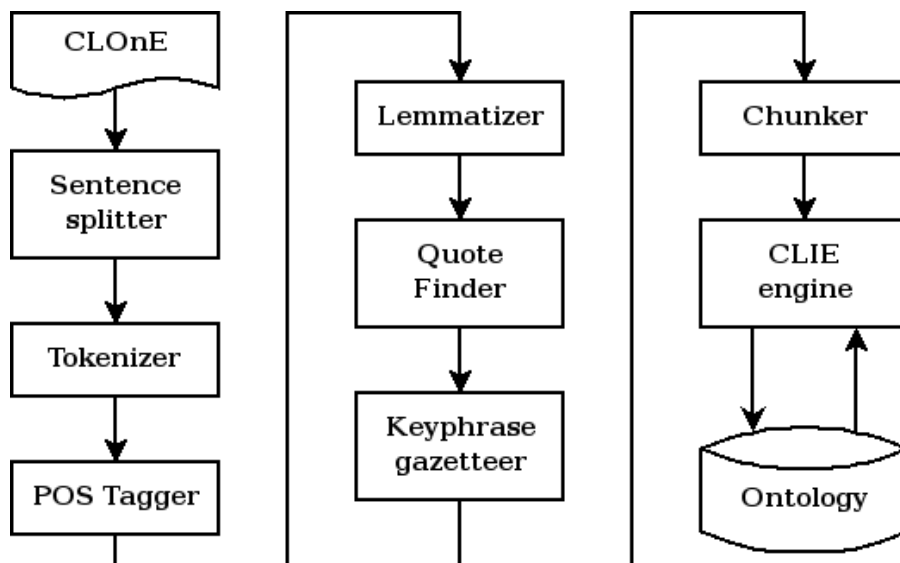 CLOnE
Sentence
splitter
Tokenizer
POS Tagger
Lemmatizer
Quote
Finder
Keyphrase
gazetteer
Chunker
CLIE
engine
Ontology